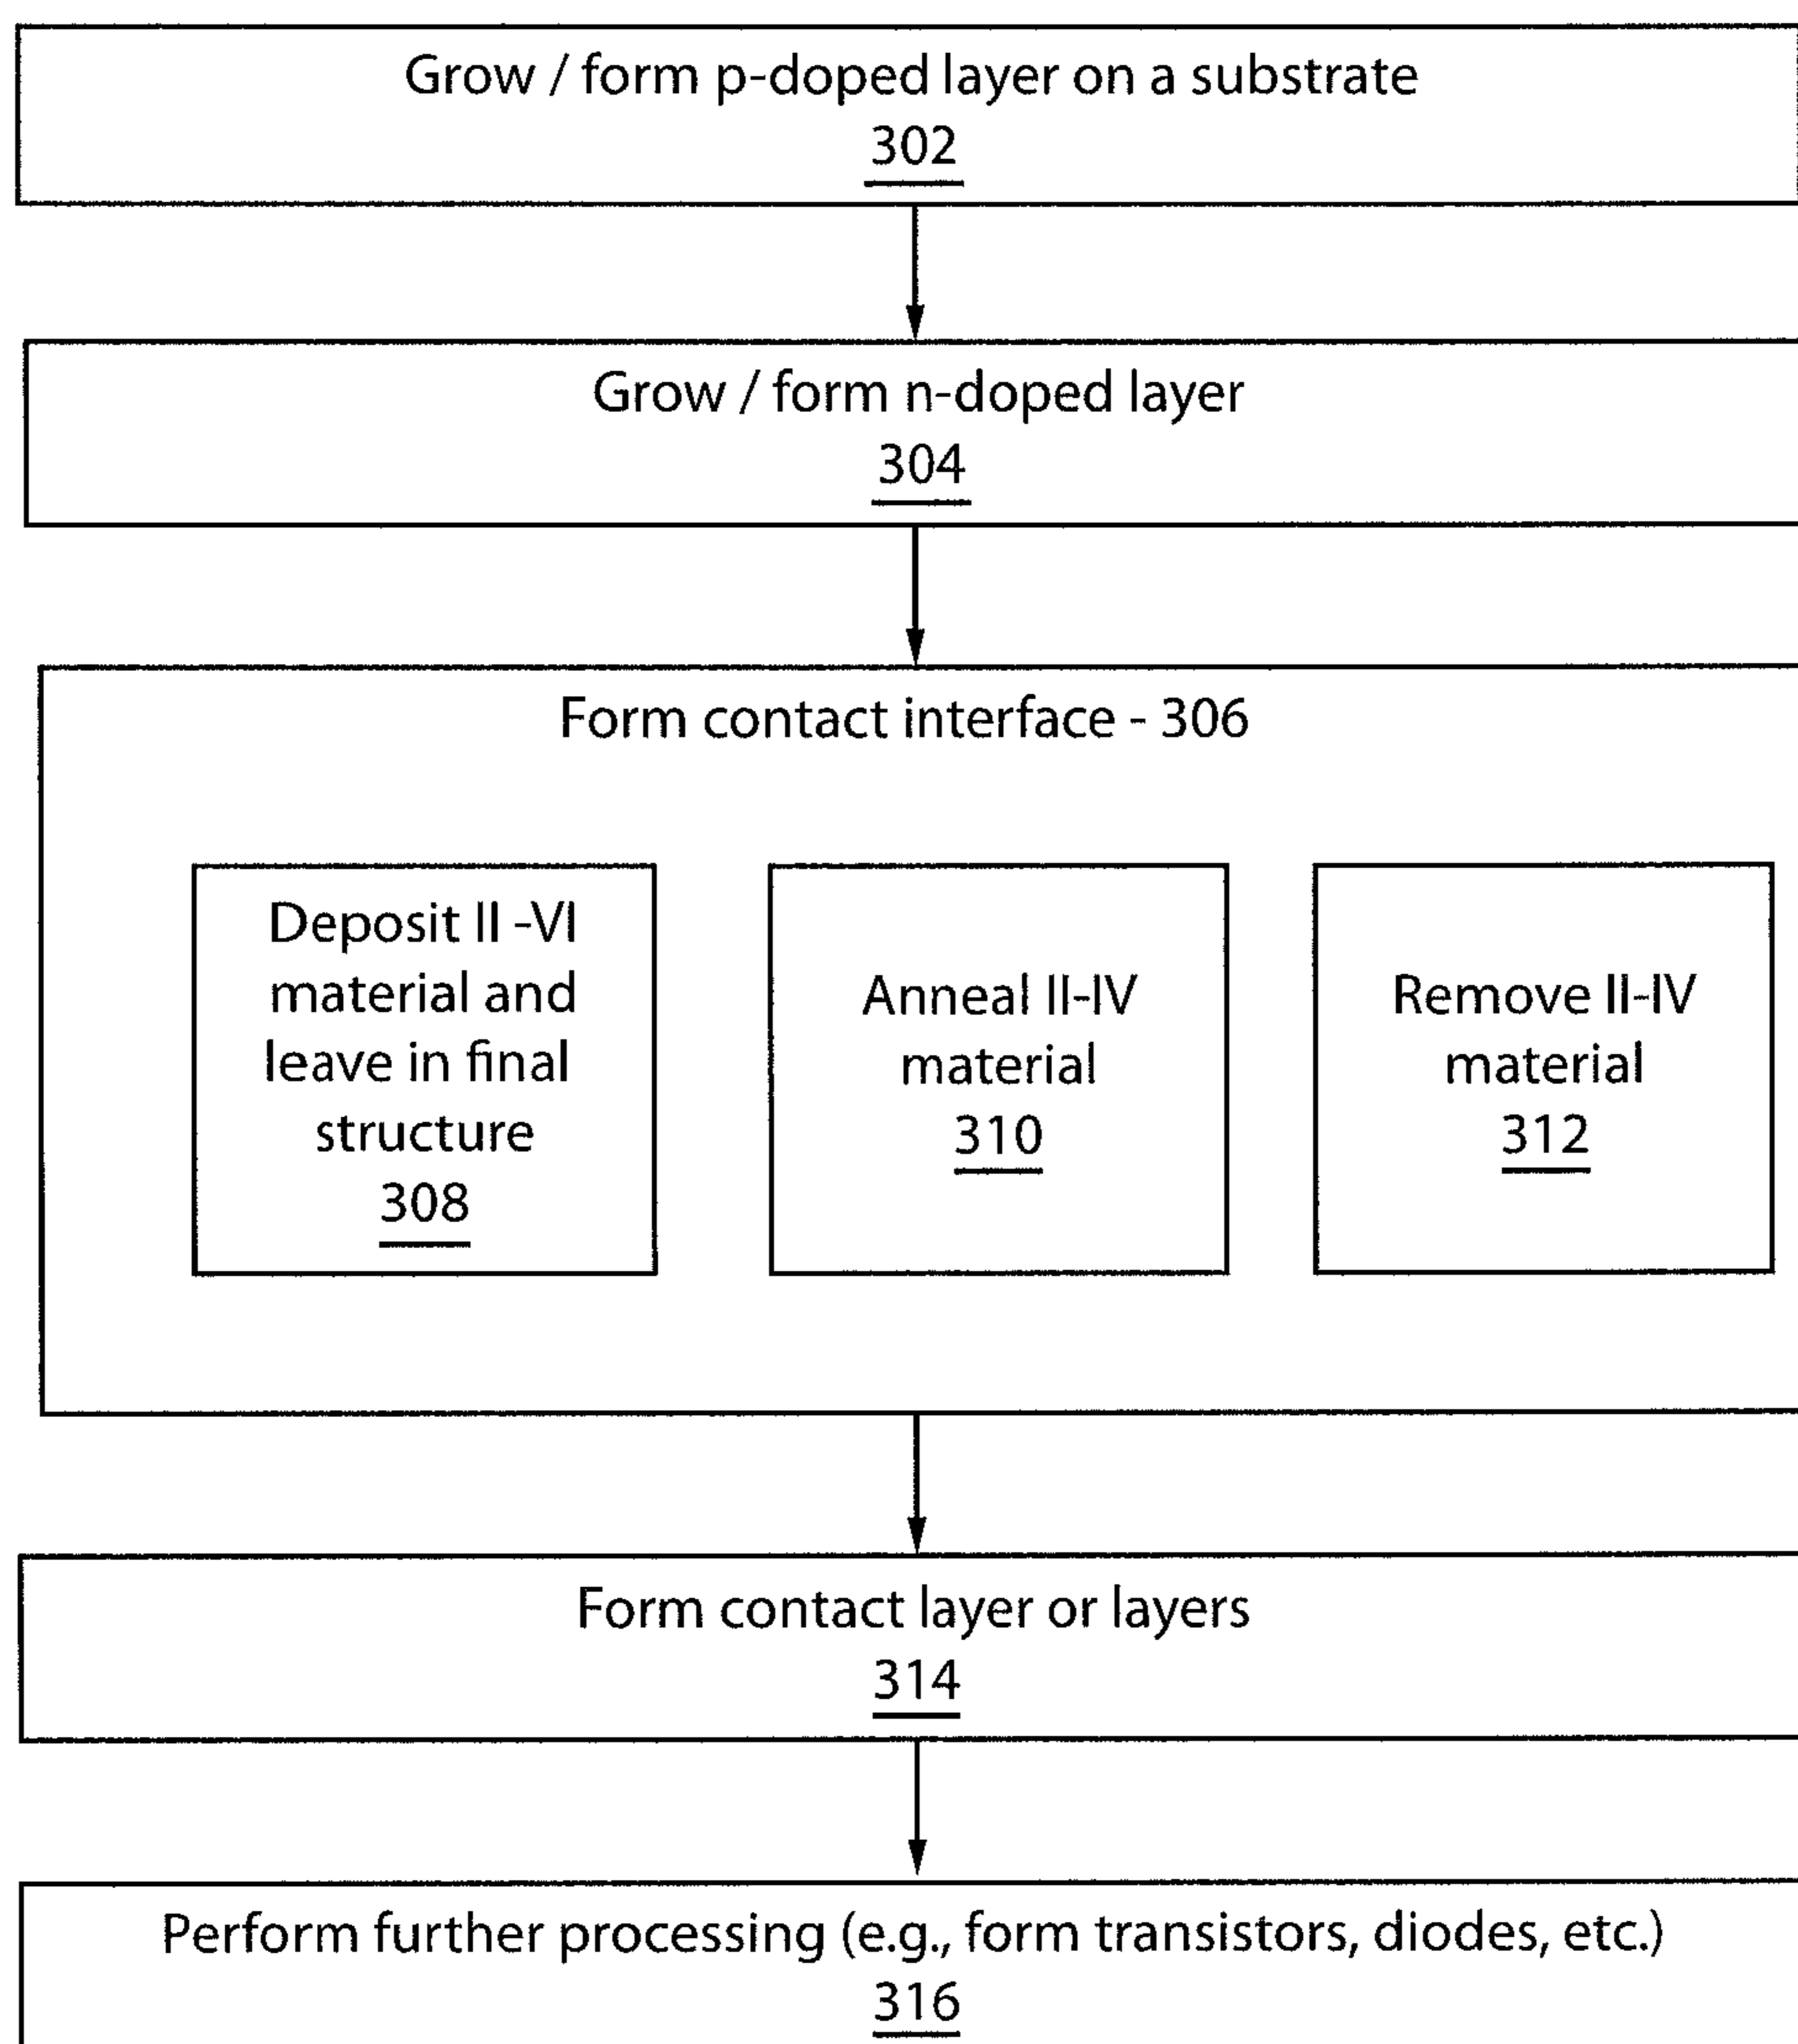 Grow / form p-doped layer on a substrate
302
Grow / form n-doped layer
304
Form contact interface - 306
Deposit II -VI
material and
leave in final
structure
308
Anneal II-IV
material
310
Remove II-IV
material
312
Form contact layer or layers
314
Perform further processing (e.g., form transistors, diodes, etc.)
316